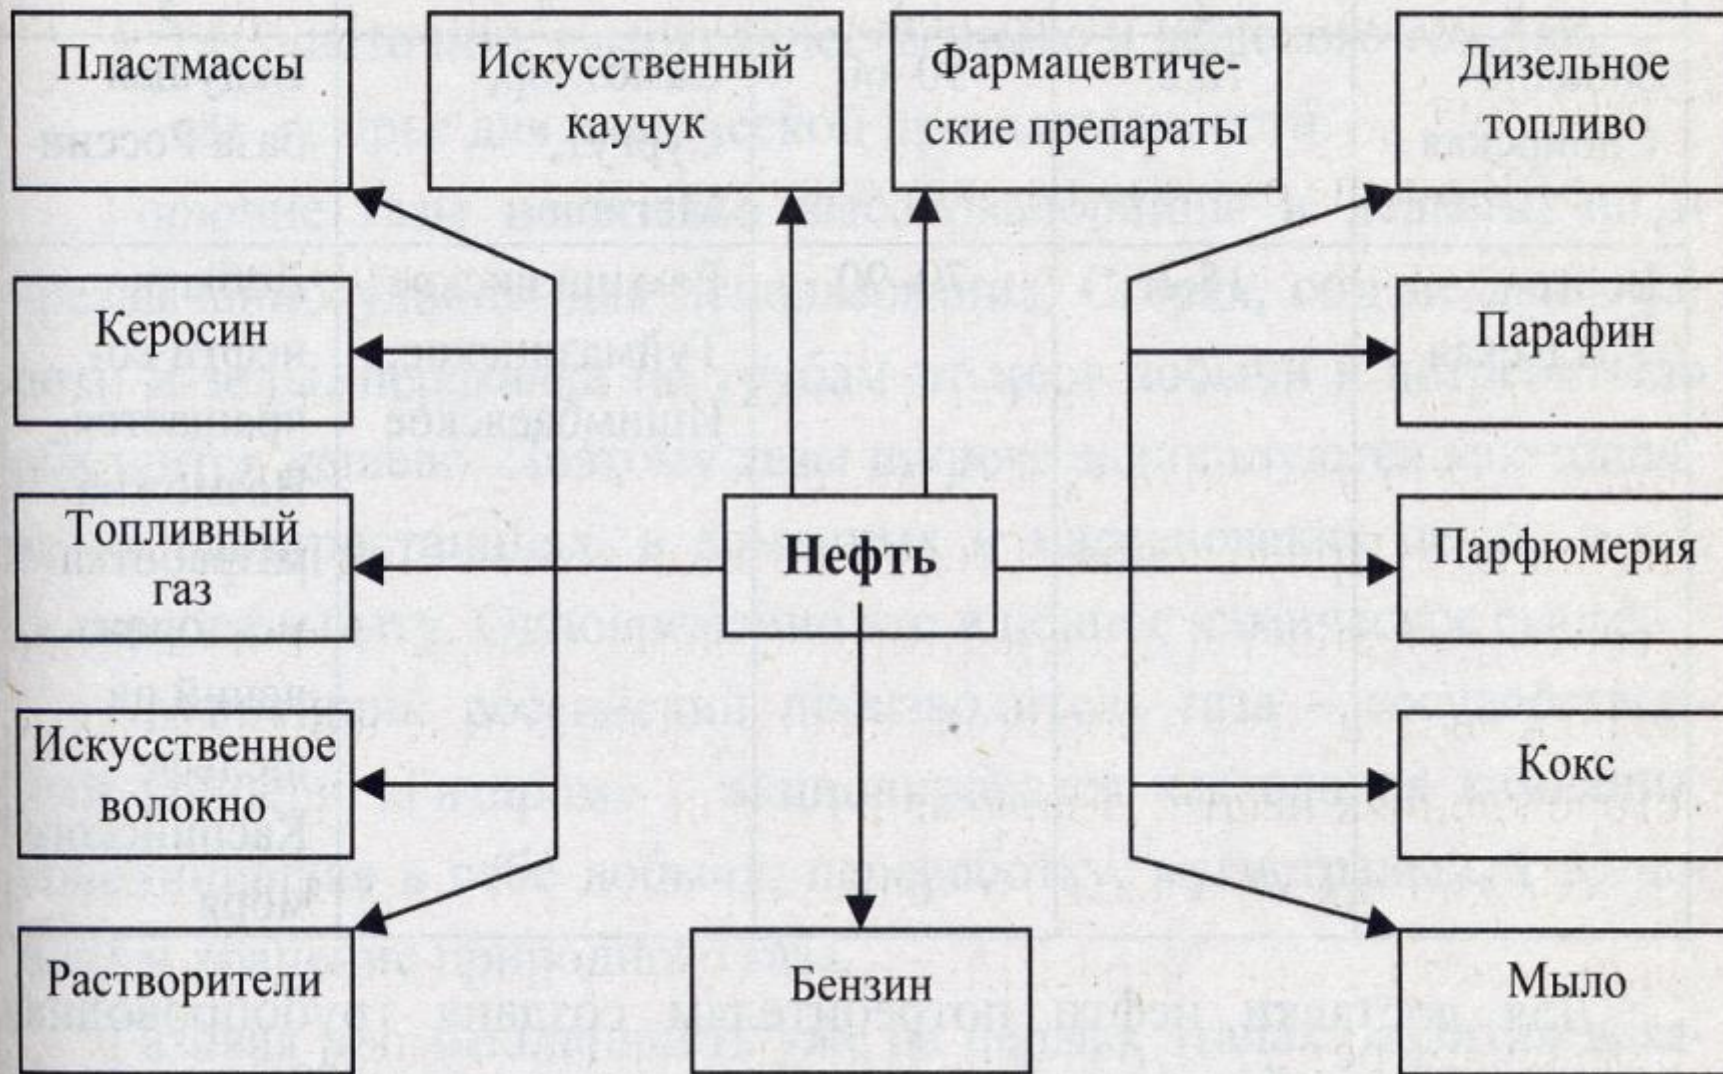 Пластмассы
Искусственный
каучук
Фармацевтиче-
ские препараты
Дизельное
топливо
Керосин
Парафин
Топливный
газ
Нефть
Парфюмерия
Искусственное
волокно
Кокс
Растворители
Бензин
Мыло